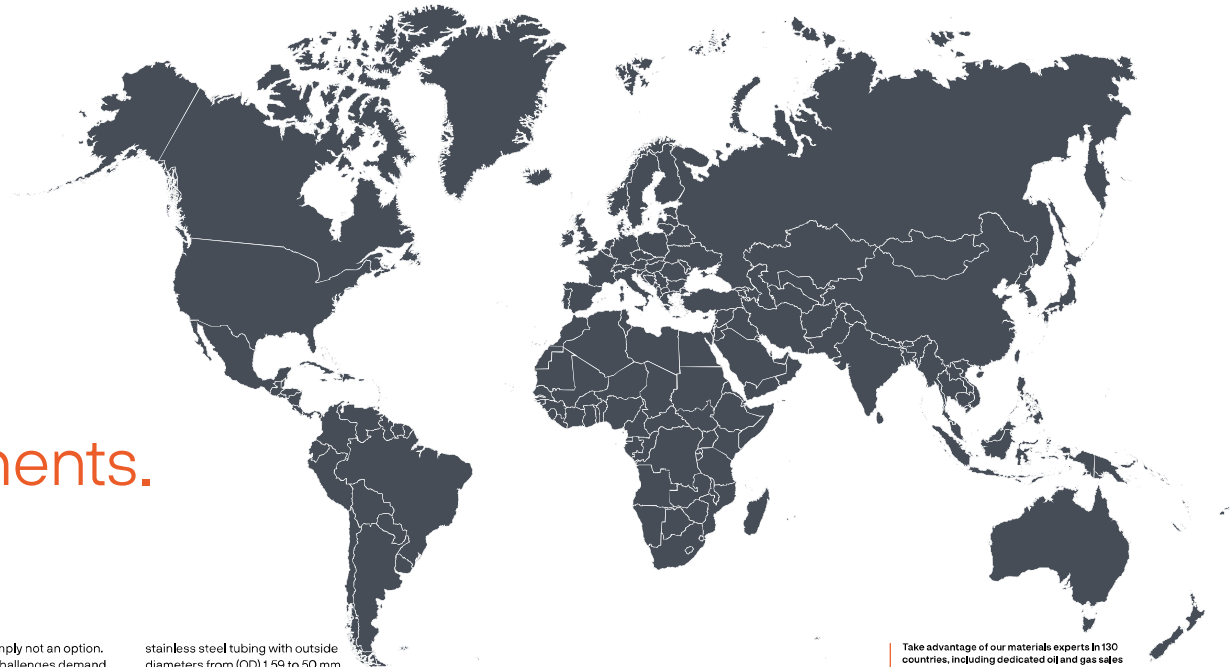 nents.
mply not an option.
hallenges demand
stainless steel tubing with outside
diameters from (OD) 1.59 to 50 mm
Take advantage of our materials experts in 130
countries, including dedicated oil and gas sales